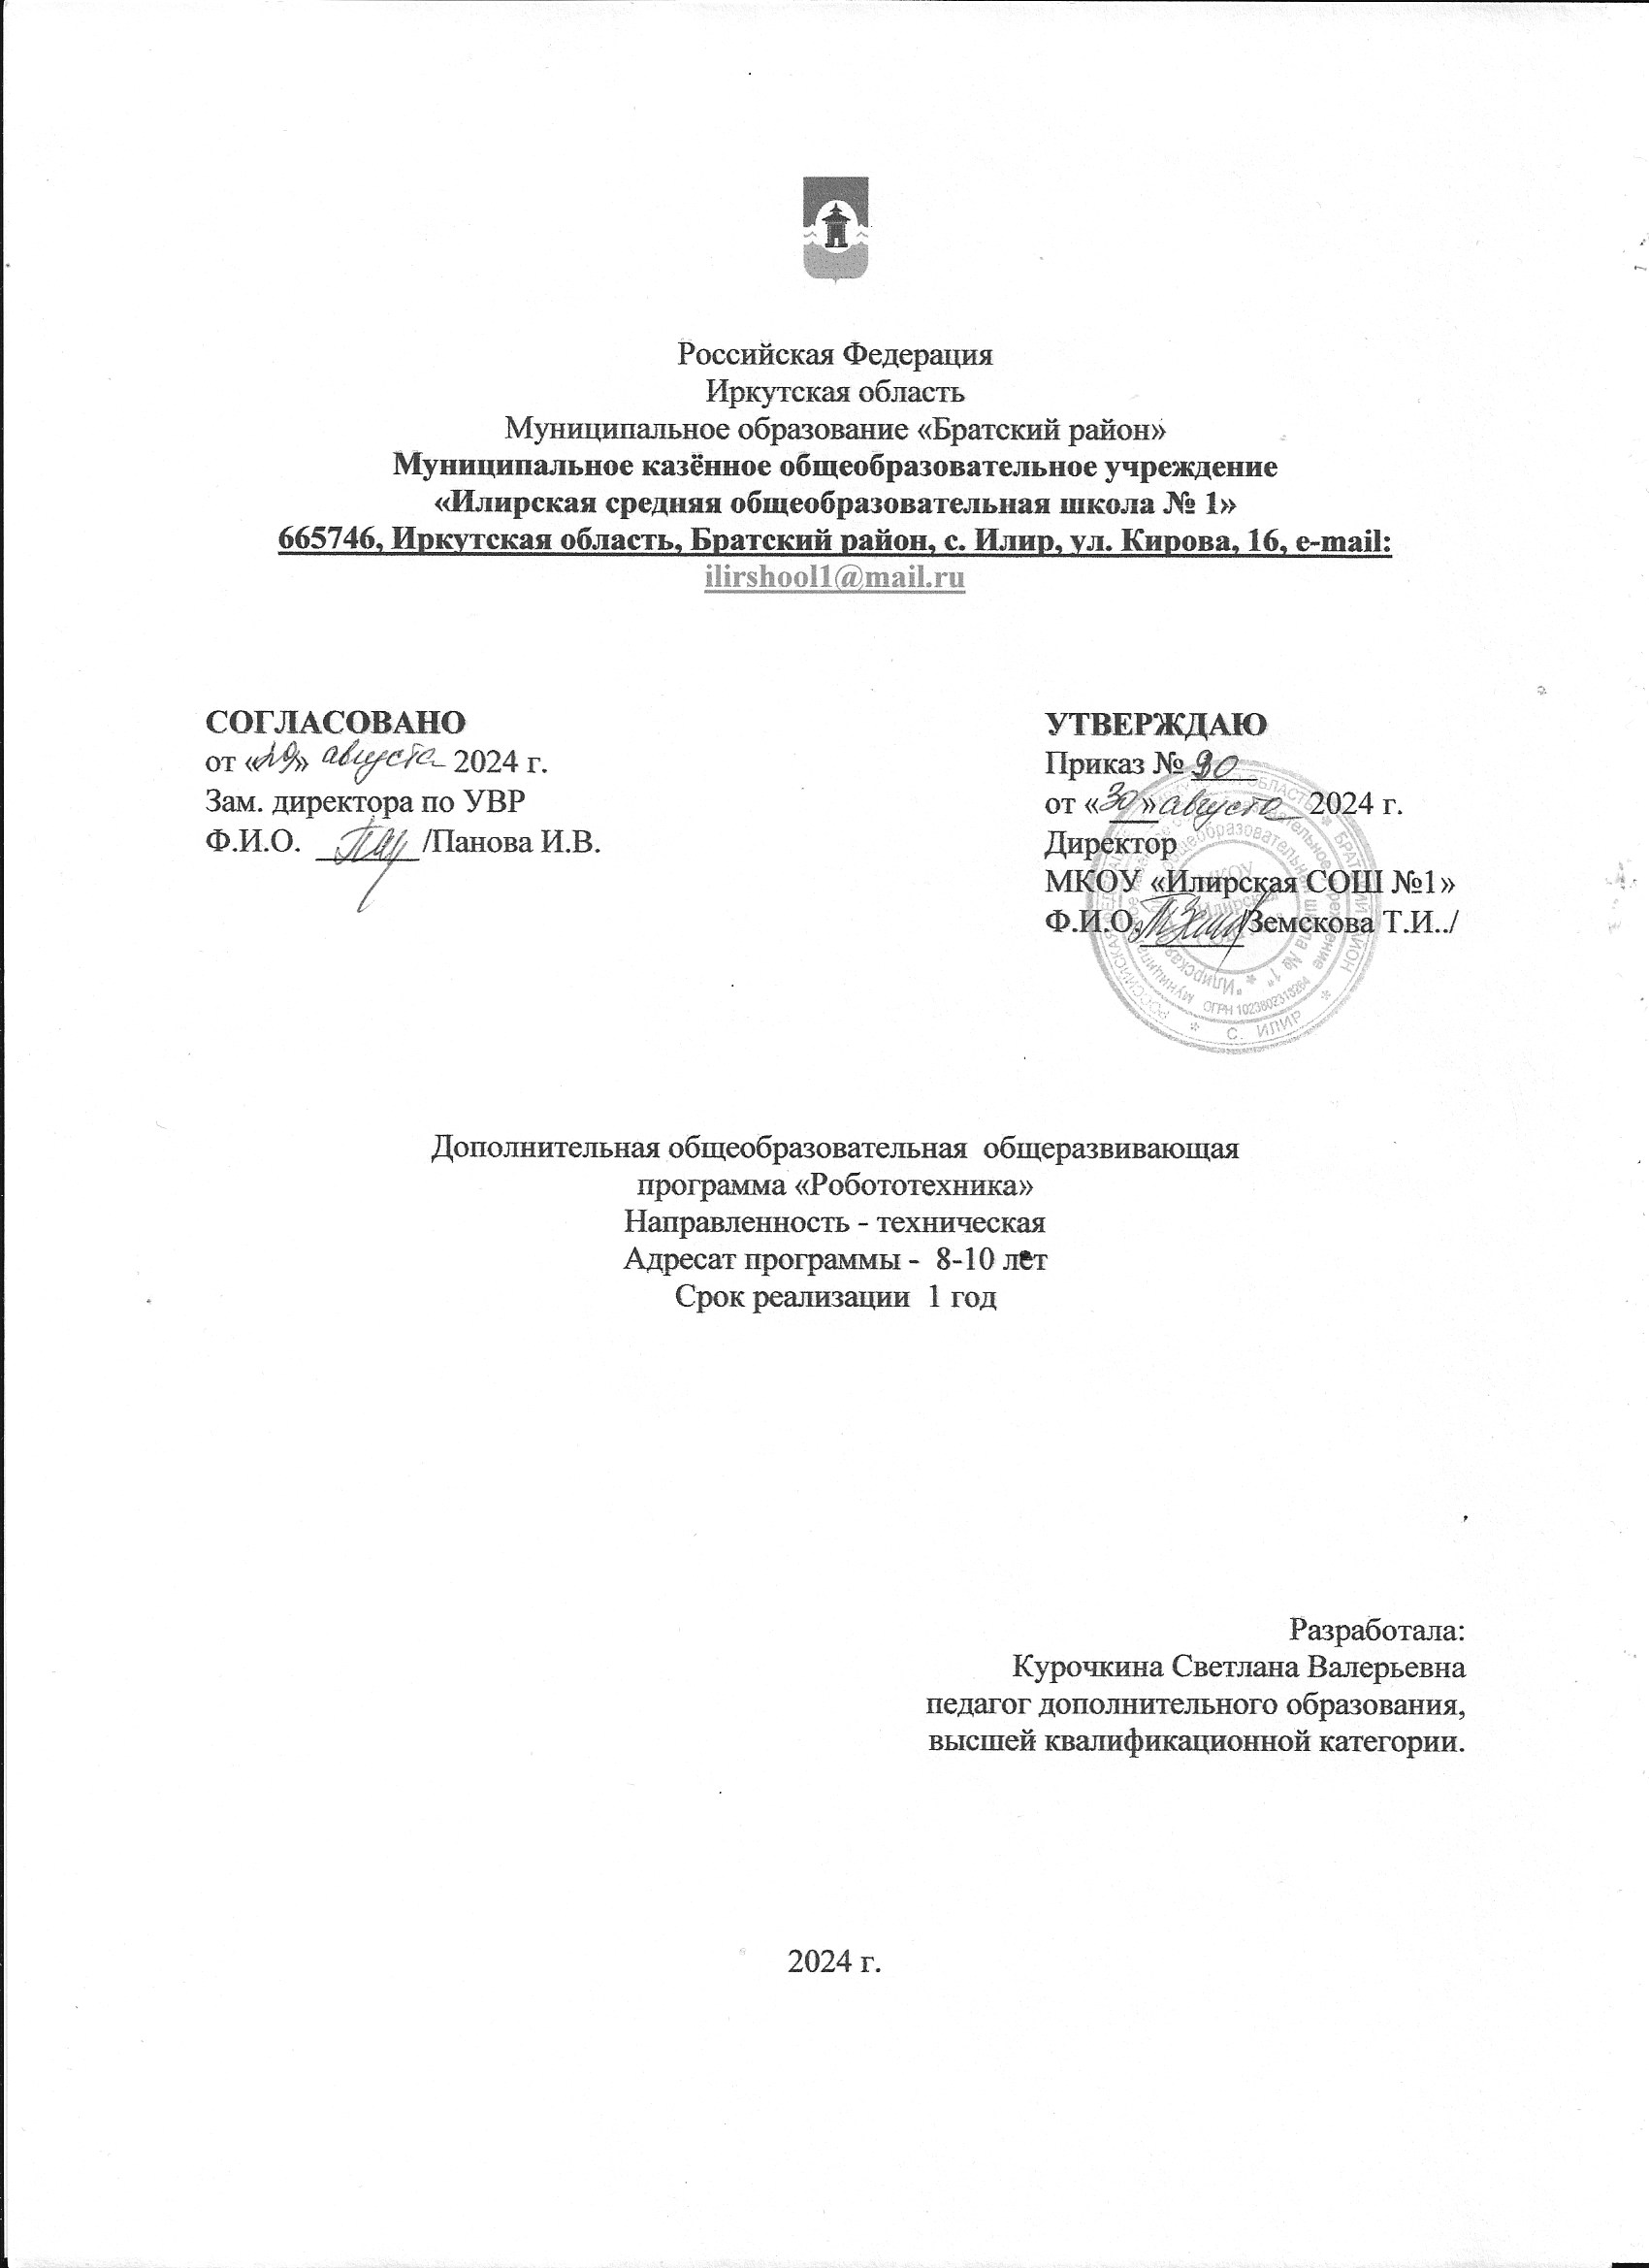 Российская Федерация
Иркутская область
Муниципальное образование «Братский район»
Муниципальное казённое общеобразовательное учреждение
«Илирская средняя общеобразовательная школа № 1»
665746, Иркутская область, Братский район, с. Илир, ул. Кирова, 16, e-mail:
ilirshool1@mail.ru
СОГЛАСОВАНО
от «29» августа 2024 г.
Зам. директора по УВР
Ф.И.О. /Панова И.В.
УТВЕРЖДАЮ
Приказ № 90
от «30» августа 2024 г.
Директор
МКОУ «Илирская СОШ №1»
Ф.И.О. /Земскова Т.И../
С. ИЛИР
Дополнительная общеобразовательная общеразвивающая
программа «Робототехника»
Направленность - техническая
Адресат программы - 8-10 лет
Срок реализации 1 год
Разработала:
Курочкина Светлана Валерьевна
педагог дополнительного образования,
высшей квалификационной категории.
2024 г.